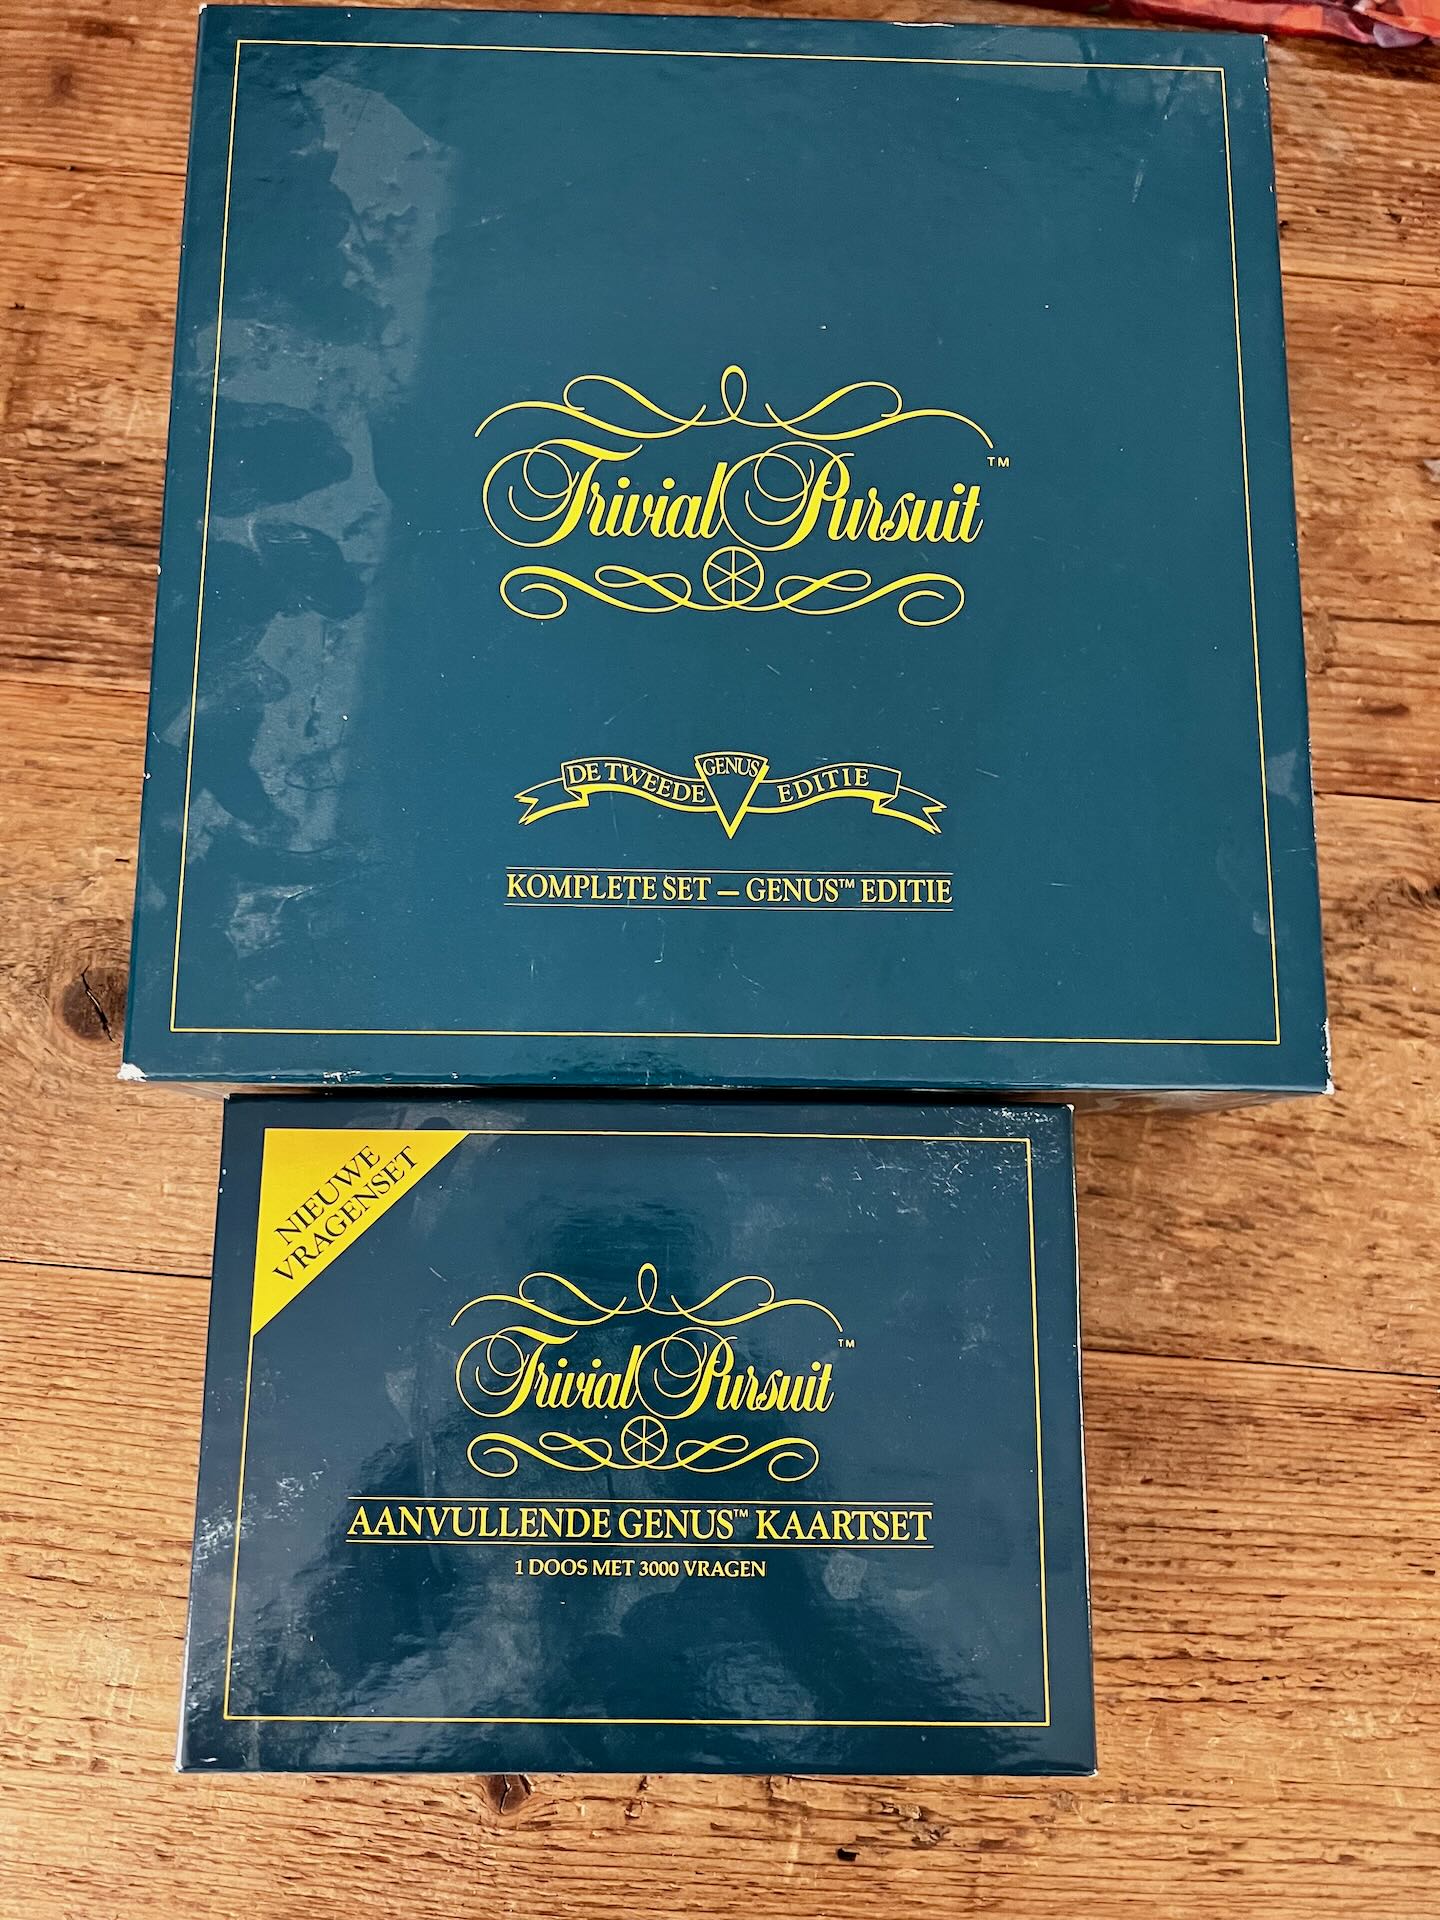 Trivial Pursuit™
DE TWEEDE GENUS EDITIE
KOMPLETE SET – GENUS™ EDITIE
NIEUWE
VRAGENSET
Trivial Pursuit™
AANVULLENDE GENUS™ KAARTSET
1 DOOS MET 3000 VRAGEN